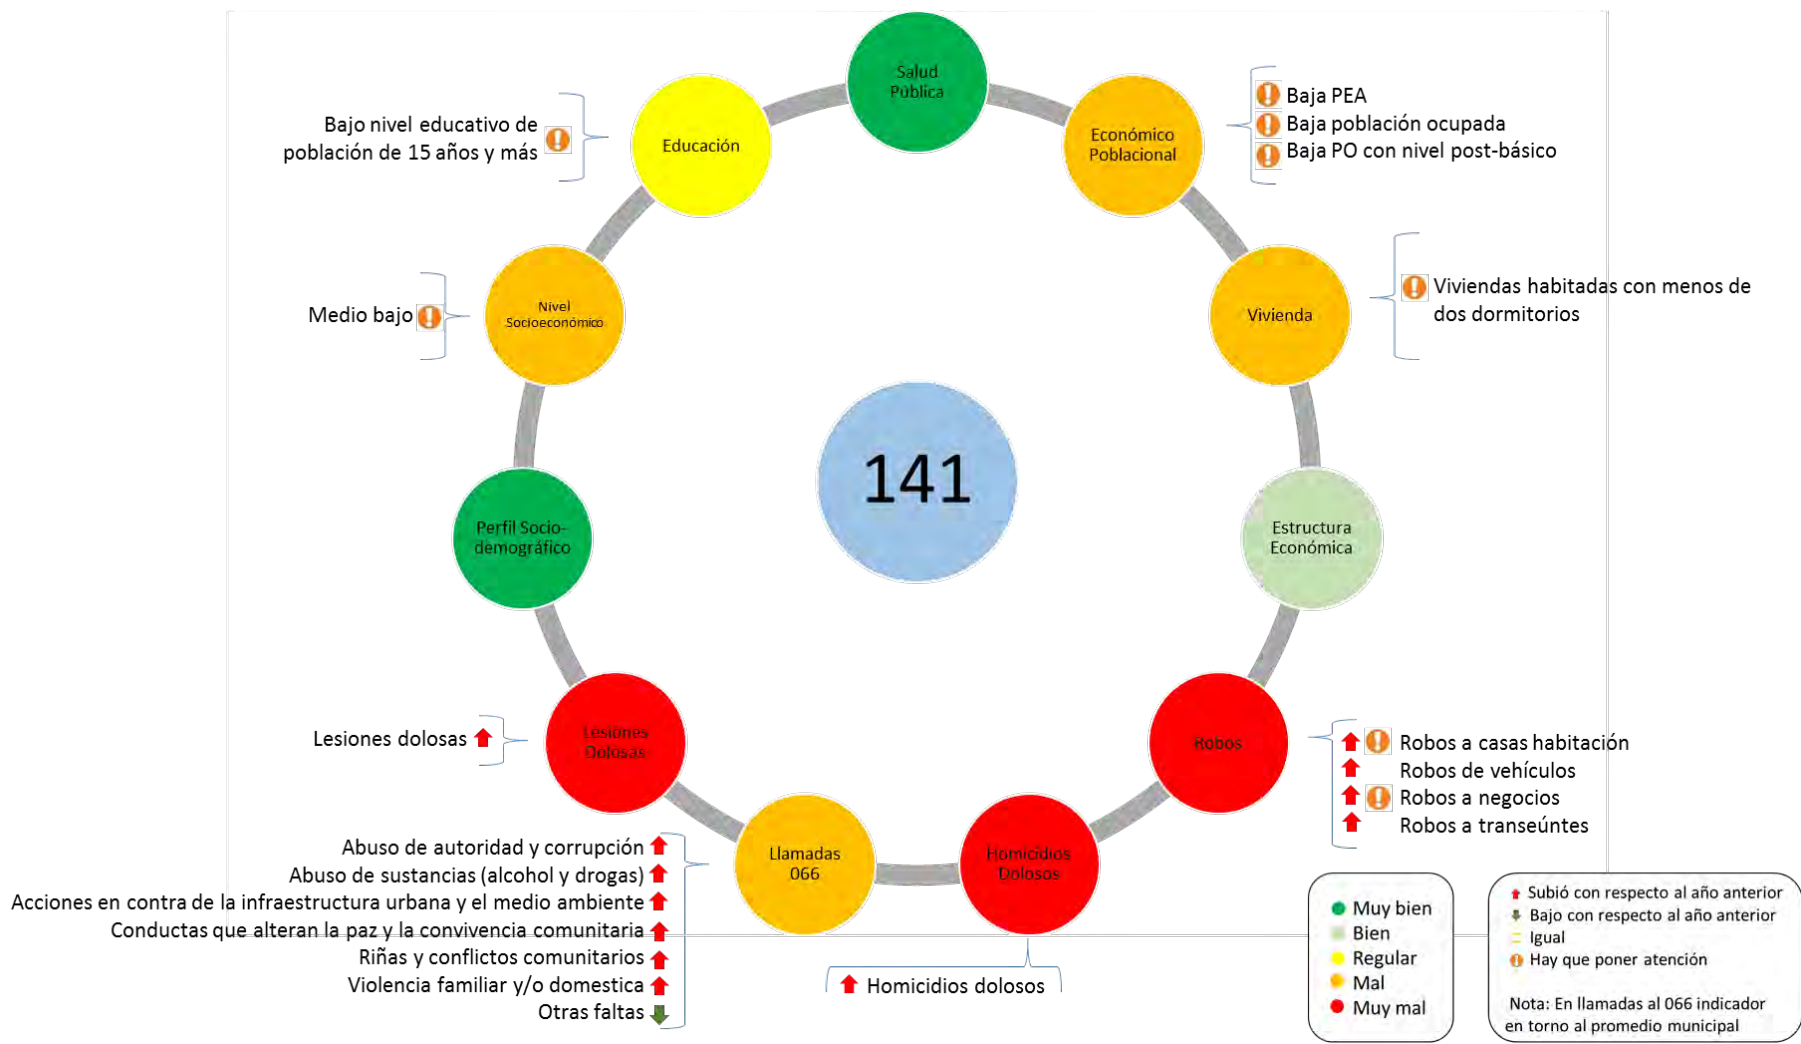 Salud
Pública
Económico
Poblacional
Baja PEA
Baja población ocupada
Baja PO con nivel post-básico
Bajo nivel educativo de
población de 15 años y más
Educación
Medio bajo
Nivel
Socioeconómico
Vivienda
Viviendas habitadas con menos de
dos dormitorios
141
Perfil Socio-
demográfico
Estructura
Económica
Lesiones dolosas
Lesiones
Dolosas
Robos
Robos a casas habitación
Robos de vehículos
Robos a negocios
Robos a transeúntes
Abuso de autoridad y corrupción
Abuso de sustancias (alcohol y drogas)
Acciones en contra de la infraestructura urbana y el medio ambiente
Conductas que alteran la paz y la convivencia comunitaria
Riñas y conflictos comunitarios
Violencia familiar y/o domestica
Otras faltas
Llamadas
066
Homicidios
Dolosos
Homicidios dolosos
Muy bien
Bien
Regular
Mal
Muy mal
Subió con respecto al año anterior
Bajo con respecto al año anterior
Igual
Hay que poner atención
Nota: En llamadas al 066 indicador
en torno al promedio municipal